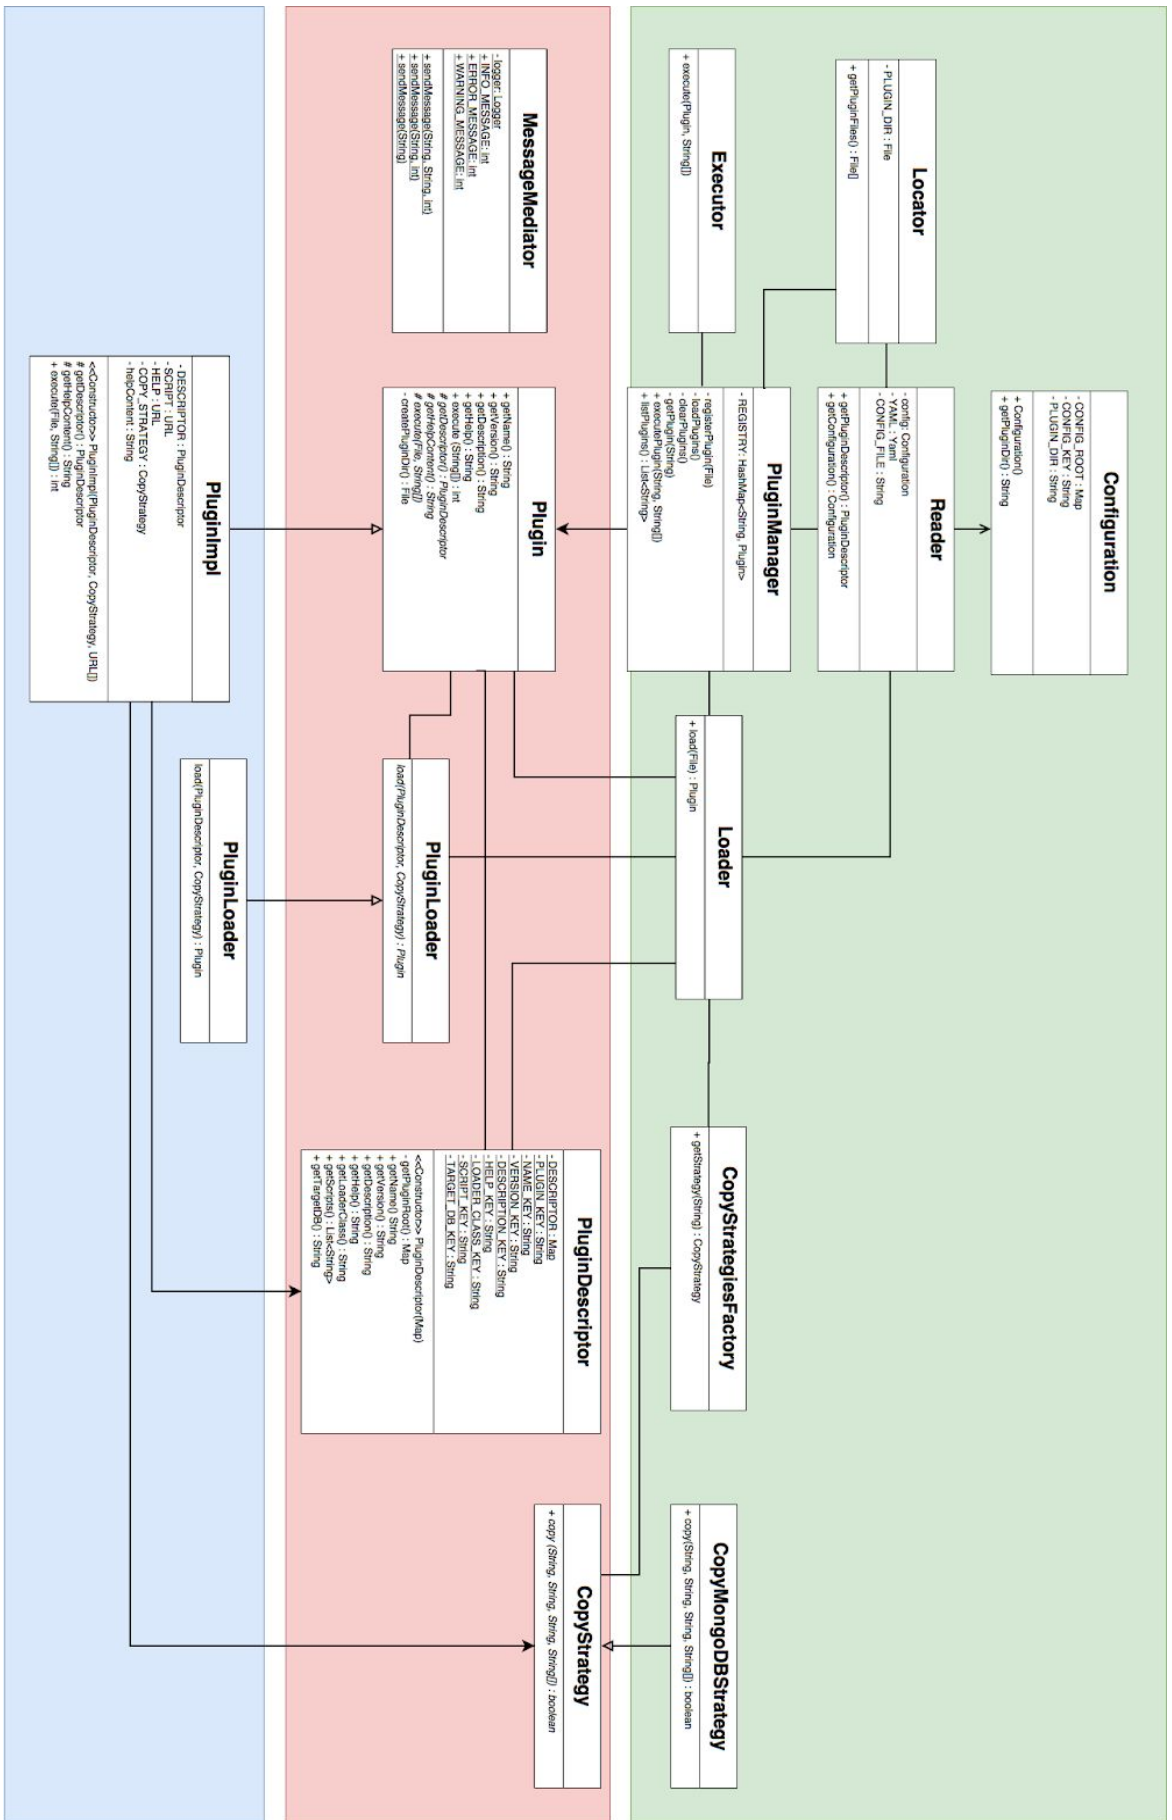 Configuration
- CONFIG_ROOT : Map
- CONFIG_KEY : String
- PLUGIN_DIR : String
+ Configuration()
+ getPluginDir() : String
Locator
- PLUGIN_DIR : File
+ getPluginFiles() : File[]
Reader
- config: Configuration
- YAML : Yaml
- CONFIG_FILE : String
+ getPluginDescriptor() : PluginDescriptor
+ getConfiguration() : Configuration
Executor
+ execute(Plugin, String[])
PluginManager
- REGISTRY: HashMap<String, Plugin>
- registerPlugin(File)
- loadPlugins()
- clearPlugins()
- getPlugin(String)
+ executePlugin(String, String[])
+ listPlugins() : List<String>
Loader
+ load(File) : Plugin
CopyStrategiesFactory
+ getStrategy(String) : CopyStrategy
CopyMongoDBStrategy
+ copy(String, String, String, String[]) : boolean
MessageMediator
- logger: Logger
+ INFO_MESSAGE: int
+ ERROR_MESSAGE: int
+ WARNING_MESSAGE: int
+ sendMessage(String, String, int)
+ sendMessage(String, int)
+ sendMessage(String)
Plugin
+ getName() : String
+ getVersion() : String
+ getDescription() : String
+ getHelp() : String
+ execute (String[]) : int
# getDescriptor() : PluginDescriptor
# getHelpContent() : String
# execute(File, String[])
- createPluginDir() : File
PluginLoader
load(PluginDescriptor, CopyStrategy) : Plugin
PluginDescriptor
- DESCRIPTOR : Map
- PLUGIN_KEY : String
- NAME_KEY : String
- VERSION_KEY : String
- DESCRIPTION_KEY : String
- HELP_KEY : String
- LOADER_CLASS_KEY : String
- SCRIPT_KEY : String
- TARGET_DB_KEY : String
<<Constructor>> PluginDescriptor(Map)
- getPluginRoot() : Map
+ getName() String
+ getVersion() : String
+ getDescription() : String
+ getHelp() : String
+ getLoaderClass() : String
+ getScripts() : List<String>
+ getTargetDB() : String
CopyStrategy
+ copy (String, String, String, String[]) : boolean
PluginImpl
- DESCRIPTOR : PluginDescriptor
- SCRIPT : URL
- HELP : URL
- COPY_STRATEGY : CopyStrategy
- helpContent : String
<<Constructor>> PluginImpl(PluginDescriptor, CopyStrategy, URL[])
# getDescriptor() : PluginDescriptor
# getHelpContent() : String
+ execute(File, String[]) : int
PluginLoader
load(PluginDescriptor, CopyStrategy) : Plugin